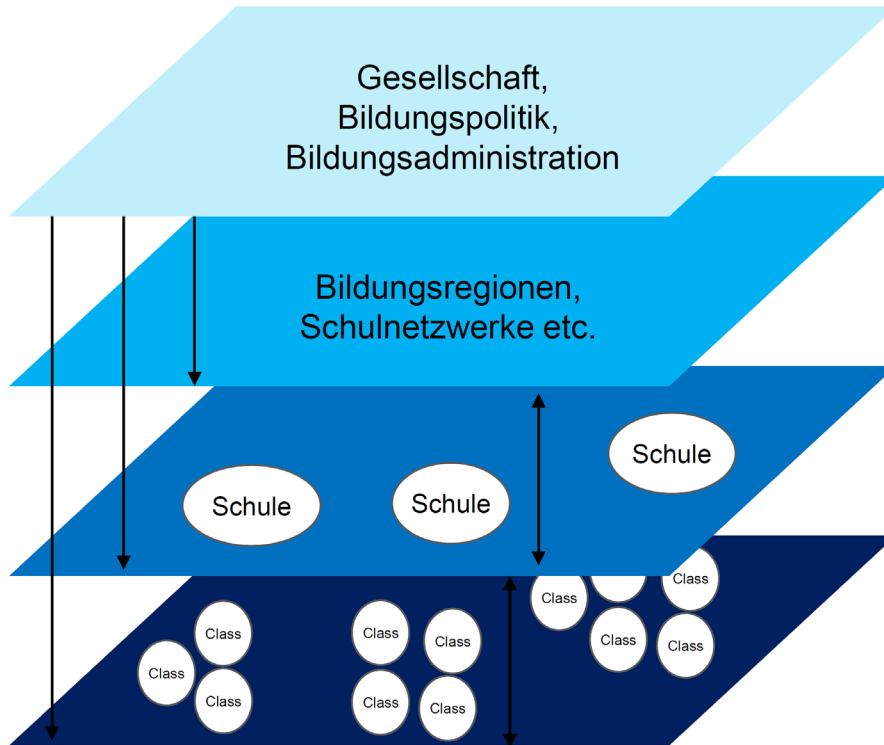 Gesellschaft,
Bildungspolitik,
Bildungsadministration
Bildungsregionen,
Schulnetzwerke etc.
Schule
Schule
Schule
Class
Class
Class
Class
Class
Class
Class
Class
Class
Class
Class
Class